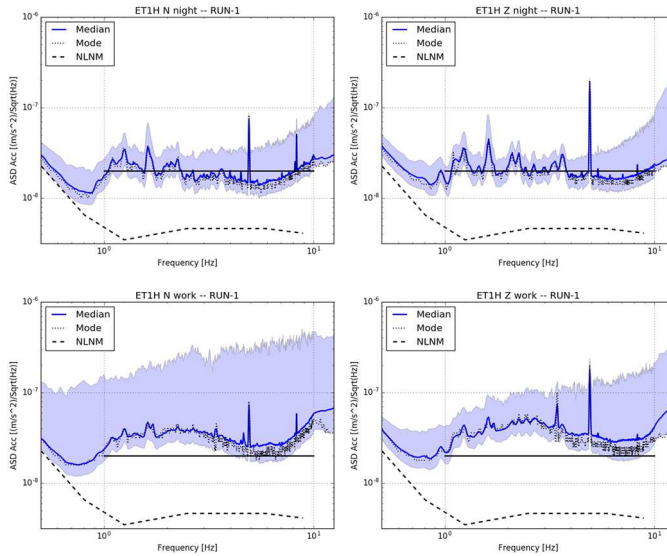 ET1H N night -- RUN-1
10^-6
10^-7
10^-8
ASD Acc [(m/s^2)/Sqrt(Hz)]
Median
Mode
NLNM
10^0
10^1
Frequency [Hz]
ET1H Z night -- RUN-1
10^-6
10^-7
10^-8
ASD Acc [(m/s^2)/Sqrt(Hz)]
Median
Mode
NLNM
10^0
10^1
Frequency [Hz]
ET1H N work -- RUN-1
10^-6
10^-7
10^-8
ASD Acc [(m/s^2)/Sqrt(Hz)]
Median
Mode
NLNM
10^0
10^1
Frequency [Hz]
ET1H Z work -- RUN-1
10^-6
10^-7
10^-8
ASD Acc [(m/s^2)/Sqrt(Hz)]
Median
Mode
NLNM
10^0
10^1
Frequency [Hz]